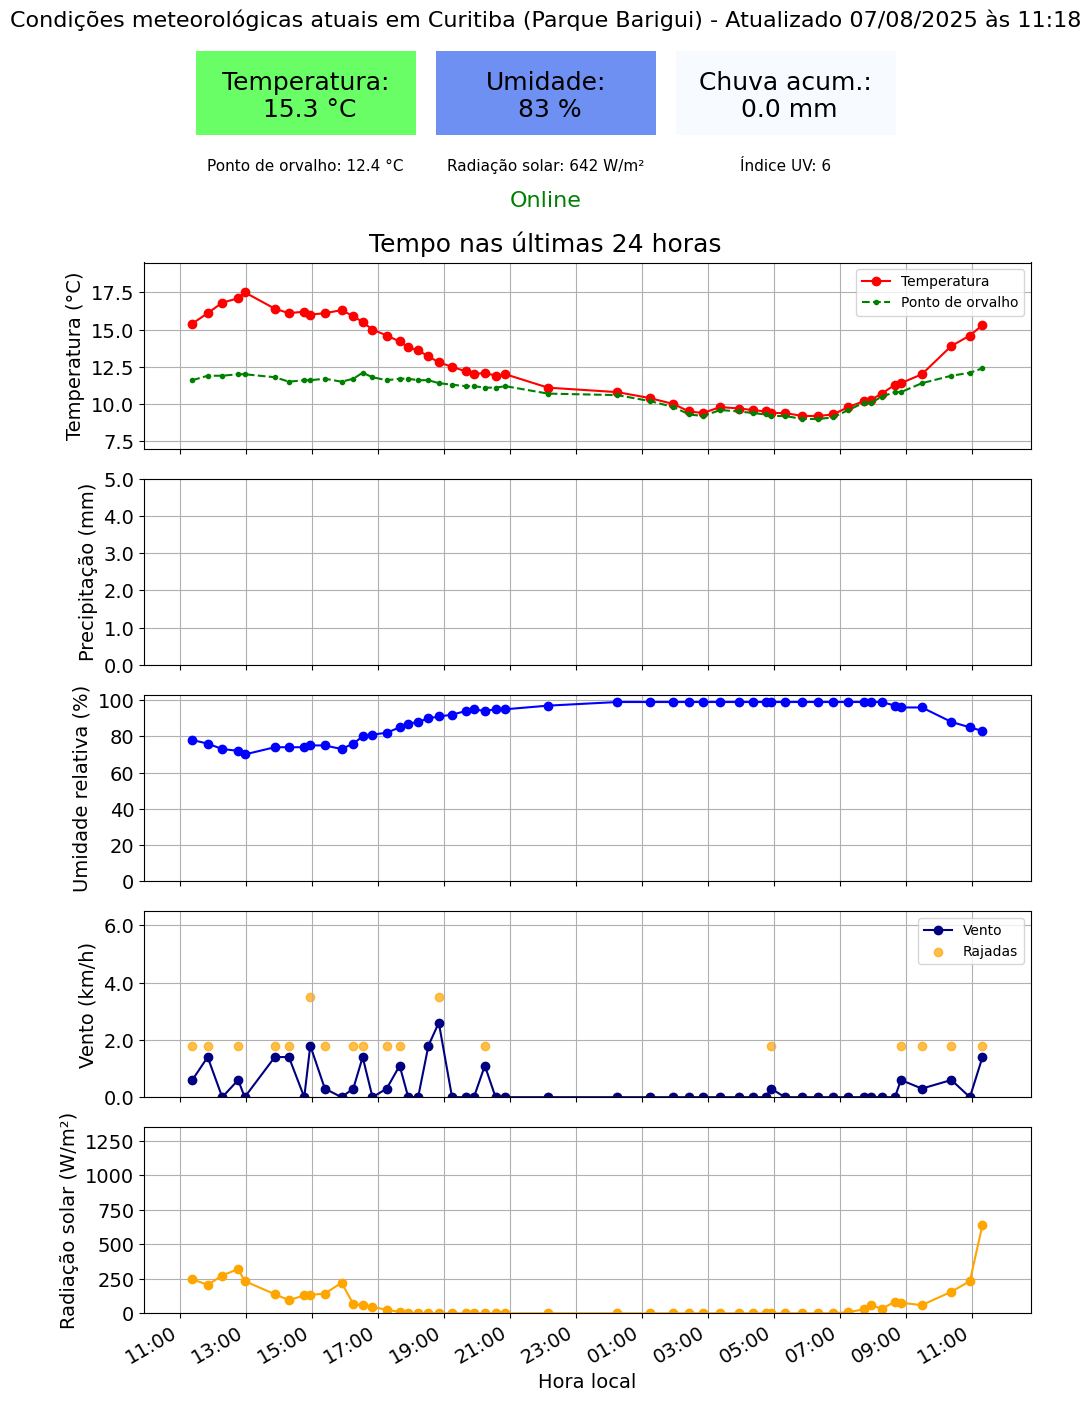 Condições meteorológicas atuais em Curitiba (Parque Barigui) - Atualizado 07/08/2025 às 11:18
Temperatura:
15.3 °C
Umidade:
83 %
Chuva acum.:
0.0 mm
Ponto de orvalho: 12.4 °C
Radiação solar: 642 W/m²
Índice UV: 6
Online
Tempo nas últimas 24 horas
Temperatura (°C)
17.5
15.0
12.5
10.0
7.5
Temperatura
Ponto de orvalho
Precipitação (mm)
5.0
4.0
3.0
2.0
1.0
0.0
Umidade relativa (%)
100
80
60
40
20
0
Vento (km/h)
6.0
4.0
2.0
0.0
Vento
Rajadas
Radiação solar (W/m²)
1250
1000
750
500
250
0
11:00
13:00
15:00
17:00
19:00
21:00
23:00
01:00
03:00
05:00
07:00
09:00
11:00
Hora local